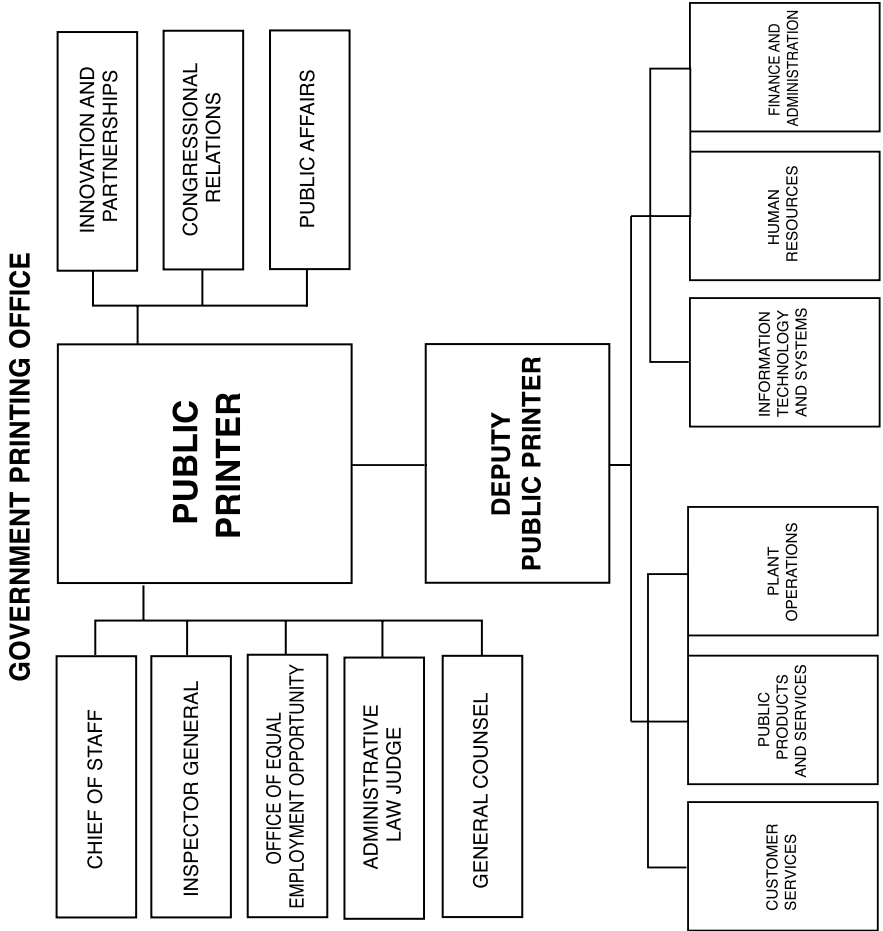 GOVERNMENT PRINTING OFFICE
CHIEF OF STAFF
INSPECTOR GENERAL
OFFICE OF EQUAL
EMPLOYMENT OPPORTUNITY
ADMINISTRATIVE
LAW JUDGE
GENERAL COUNSEL
PUBLIC
PRINTER
INNOVATION AND
PARTNERSHIPS
CONGRESSIONAL
RELATIONS
PUBLIC AFFAIRS
DEPUTY
PUBLIC PRINTER
CUSTOMER
SERVICES
PUBLIC
PRODUCTS
AND SERVICES
PLANT
OPERATIONS
INFORMATION
TECHNOLOGY
AND SYSTEMS
HUMAN
RESOURCES
FINANCE AND
ADMINISTRATION